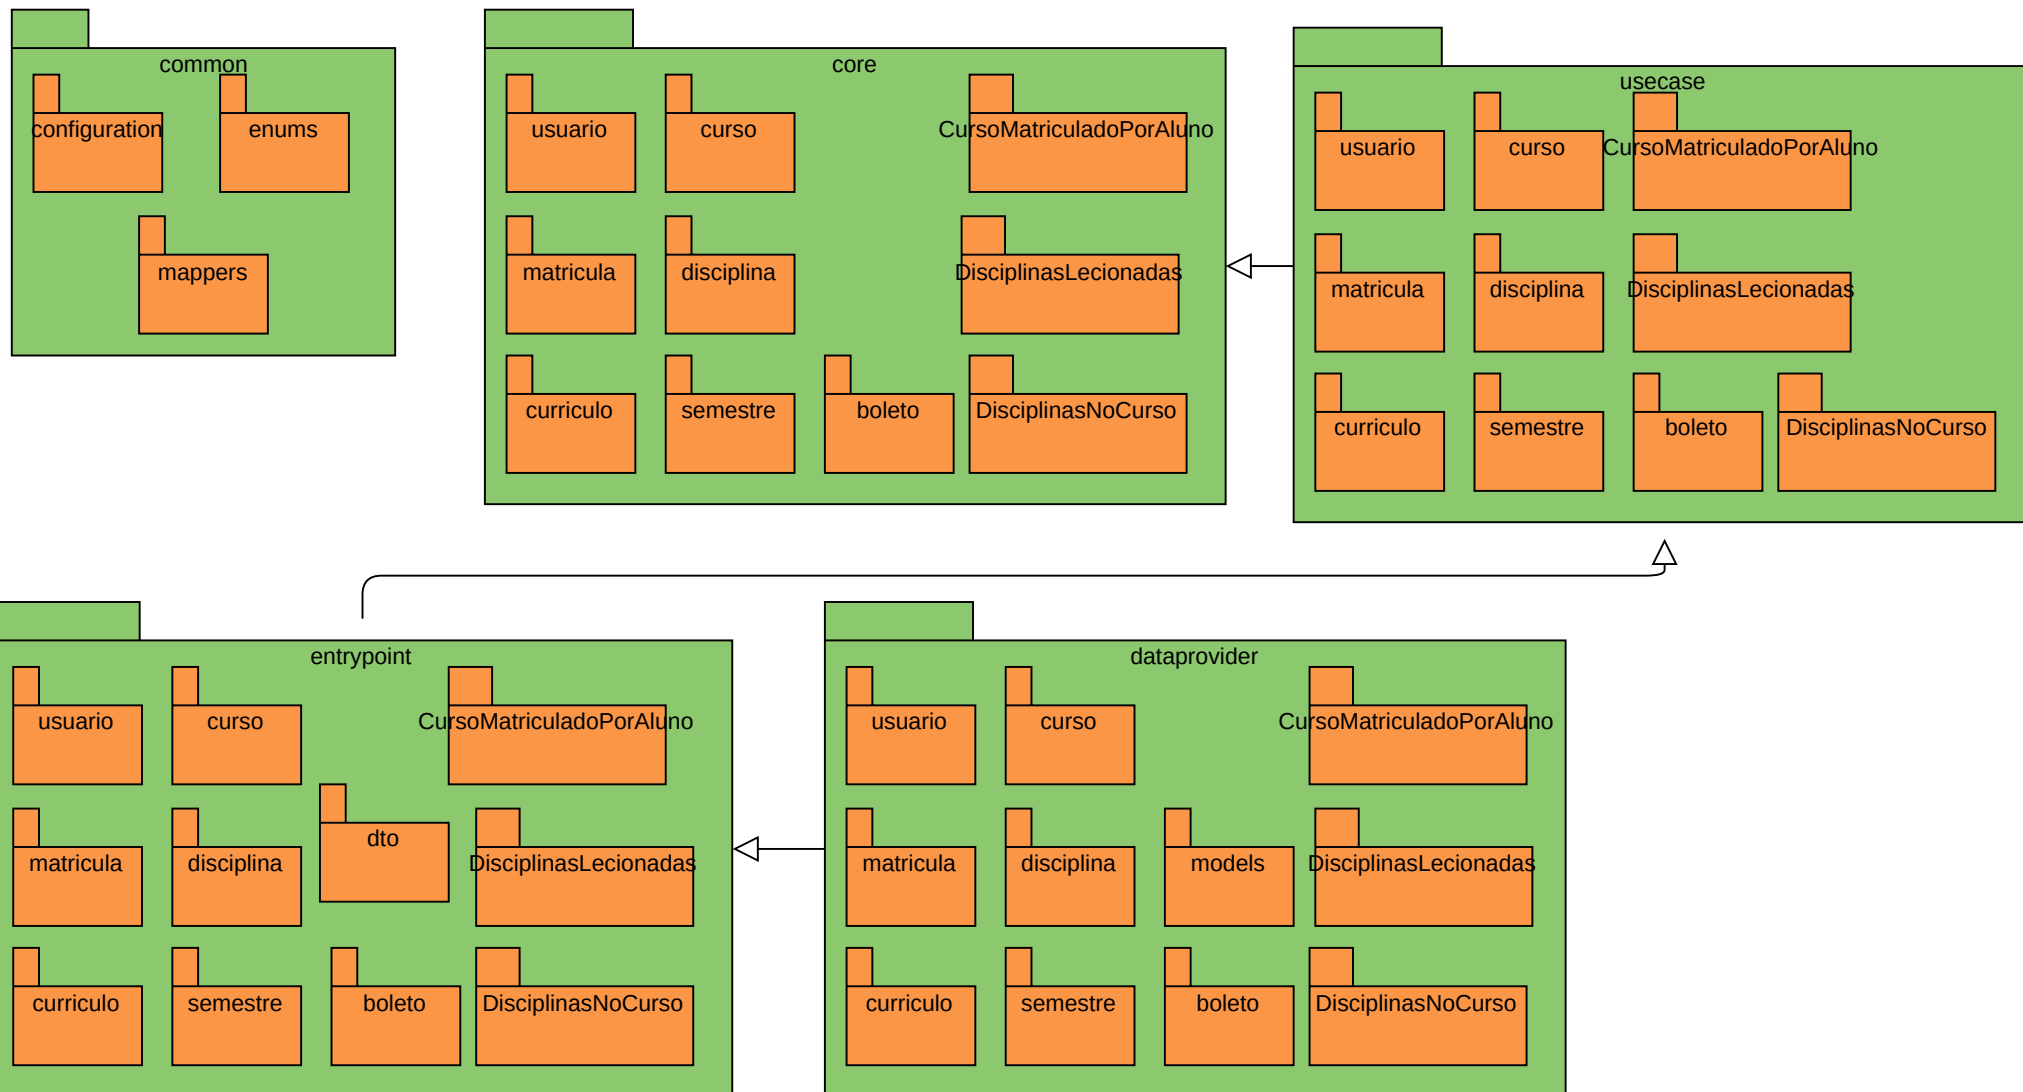 common
configuration
enums
mappers
core
usuario
curso
CursoMatriculadoPorAluno
matricula
disciplina
DisciplinasLecionadas
curriculo
semestre
boleto
DisciplinasNoCurso
usecase
usuario
curso
CursoMatriculadoPorAluno
matricula
disciplina
DisciplinasLecionadas
curriculo
semestre
boleto
DisciplinasNoCurso
entrypoint
usuario
curso
CursoMatriculadoPorAluno
dto
matricula
disciplina
DisciplinasLecionadas
curriculo
semestre
boleto
DisciplinasNoCurso
dataprovider
usuario
curso
CursoMatriculadoPorAluno
matricula
disciplina
models
DisciplinasLecionadas
curriculo
semestre
boleto
DisciplinasNoCurso